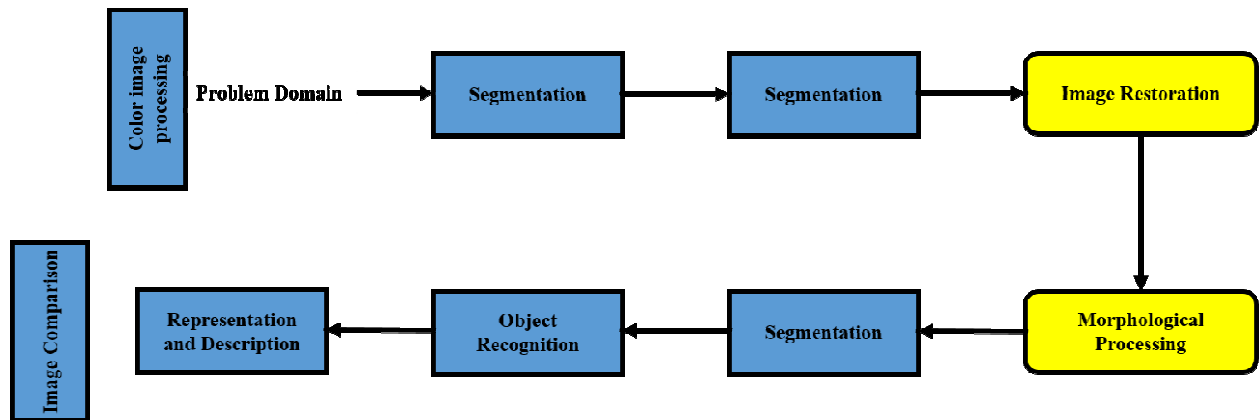 Color image
processing
Problem Domain
Segmentation
Segmentation
Image Restoration
Image Comparison
Representation
and Description
Object
Recognition
Segmentation
Morphological
Processing